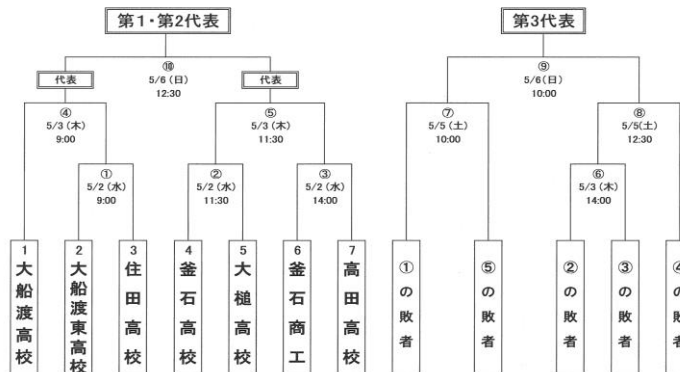 第1・第2代表
第3代表
⑩
5/6 (日)
12:30
⑨
5/6 (日)
10:00
代表
代表
④
5/3 (木)
9:00
⑤
5/3 (木)
11:30
⑦
5/5 (土)
10:00
⑧
5/5(土)
12:30
①
5/2 (水)
9:00
②
5/2 (水)
11:30
③
5/2 (水)
14:00
⑥
5/3 (木)
14:00
1 大船渡高校
2 大船渡東高校
3 住田高校
4 釜石高校
5 大槌高校
6 釜石商工
7 高田高校
①の敗者
⑤の敗者
②の敗者
③の敗者
④の敗者